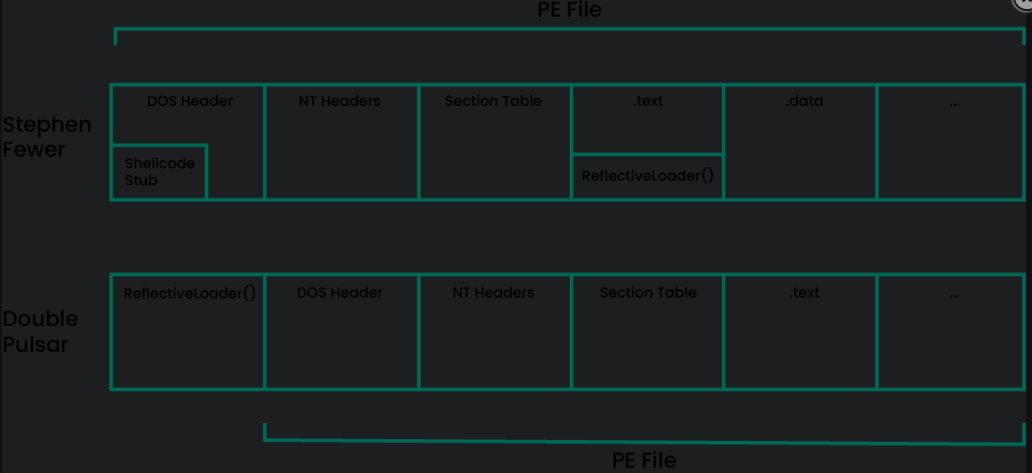 PE File
DOS Header
NT Headers
Section Table
.text
.data
...
Stephen
Fewer
Shellcode
Stub
ReflectiveLoader()
ReflectiveLoader()
DOS Header
NT Headers
Section Table
.text
...
Double
Pulsar
PE File